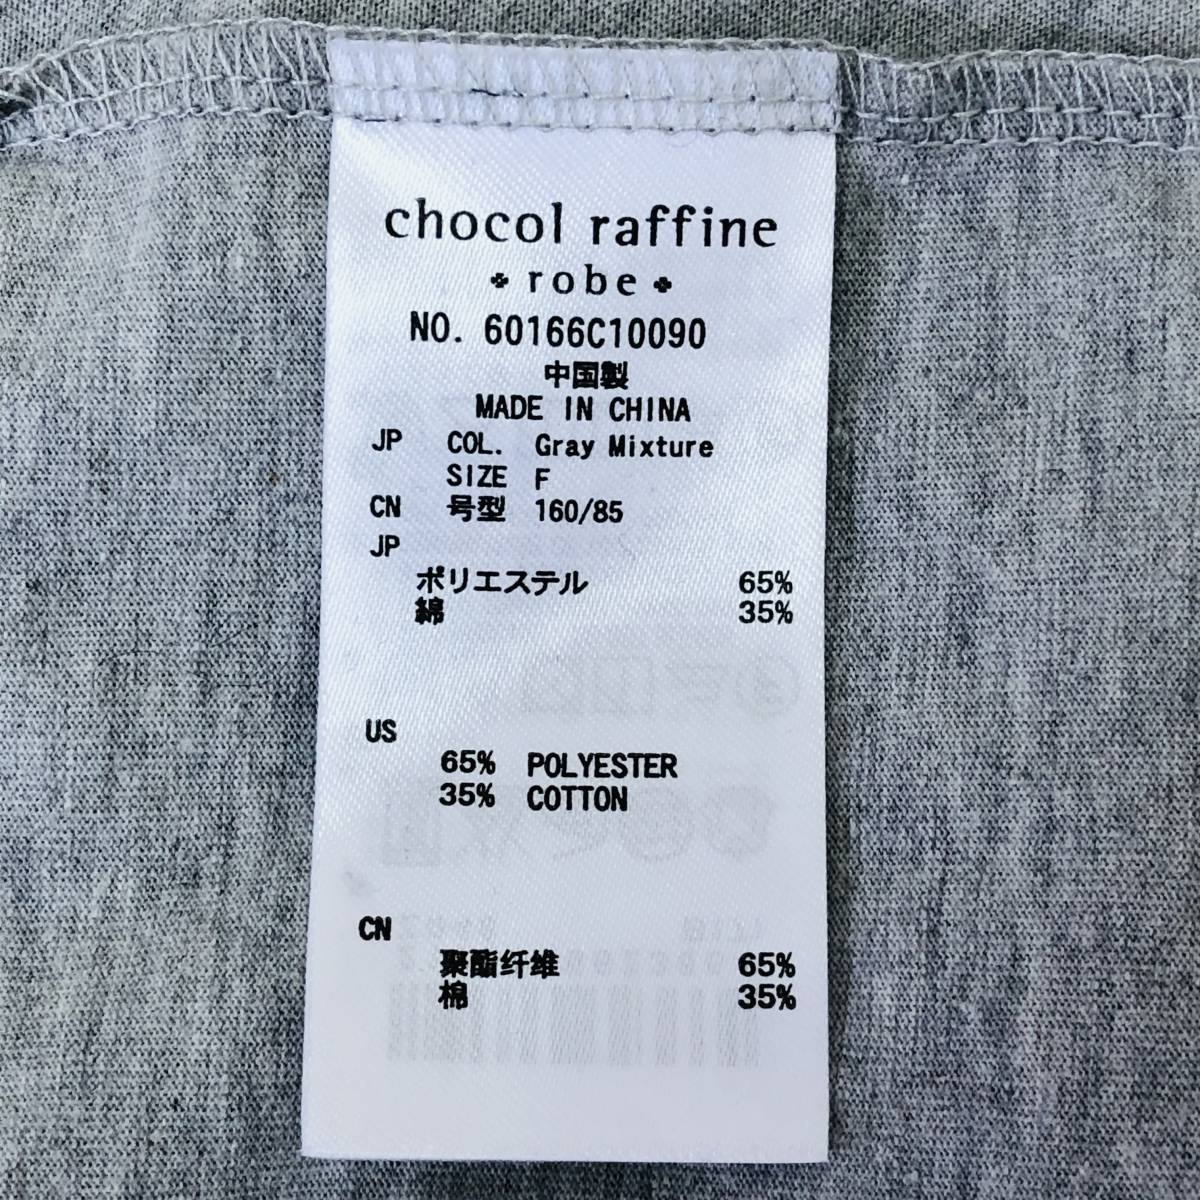 chocol raffine
robe
NO. 60166C10090
中国製
MADE IN CHINA
JP COL. Gray Mixture
SIZE F
CN 号型 160/85
JP
ポリエステル 65%
綿 35%
US
65% POLYESTER
35% COTTON
CN
聚酯纤维 65%
棉 35%